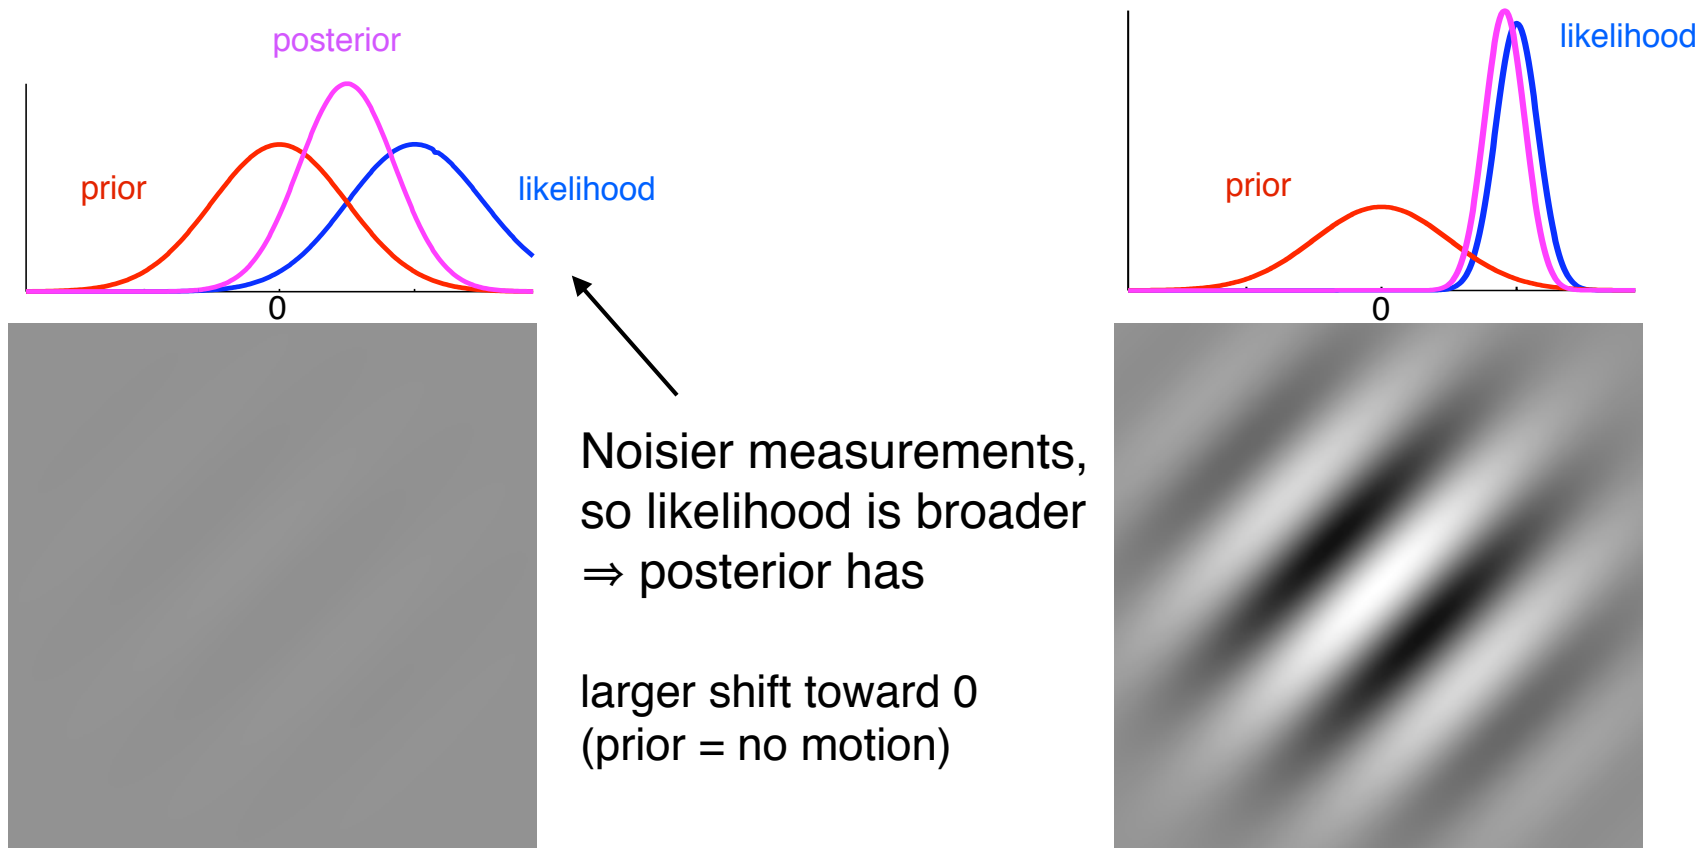 posterior
prior
likelihood
0
likelihood
prior
0
Noisier measurements,
so likelihood is broader
⇒ posterior has
larger shift toward 0
(prior = no motion)